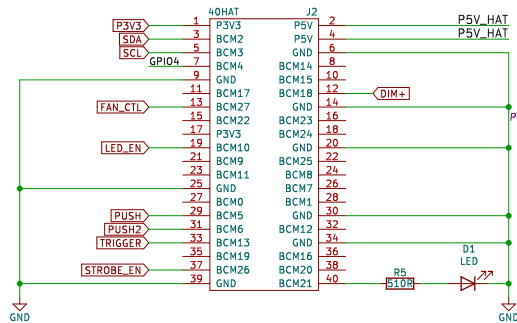 40HAT J2
P3V3 1 P3V3 P5V 2 P5V_HAT
SDA 3 BCM2 P5V 4 P5V_HAT
SCL 5 BCM3 GND 6
GPIO4 7 BCM4 BCM14 8
9 GND BCM15 10
11 BCM17 BCM18 12 DIM+
FAN_CTL 13 BCM27 GND 14
15 BCM22 BCM23 16
17 P3V3 BCM24 18
LED_EN 19 BCM10 GND 20
21 BCM9 BCM25 22
23 BCM11 BCM8 24
25 GND BCM7 26
27 BCM0 BCM1 28
PUSH 29 BCM5 GND 30
PUSH2 31 BCM6 BCM12 32
TRIGGER 33 BCM13 GND 34
35 BCM19 BCM16 36
STROBE_EN 37 BCM26 BCM20 38
39 GND BCM21 40
R5
510R
D1
LED
GND GND
P